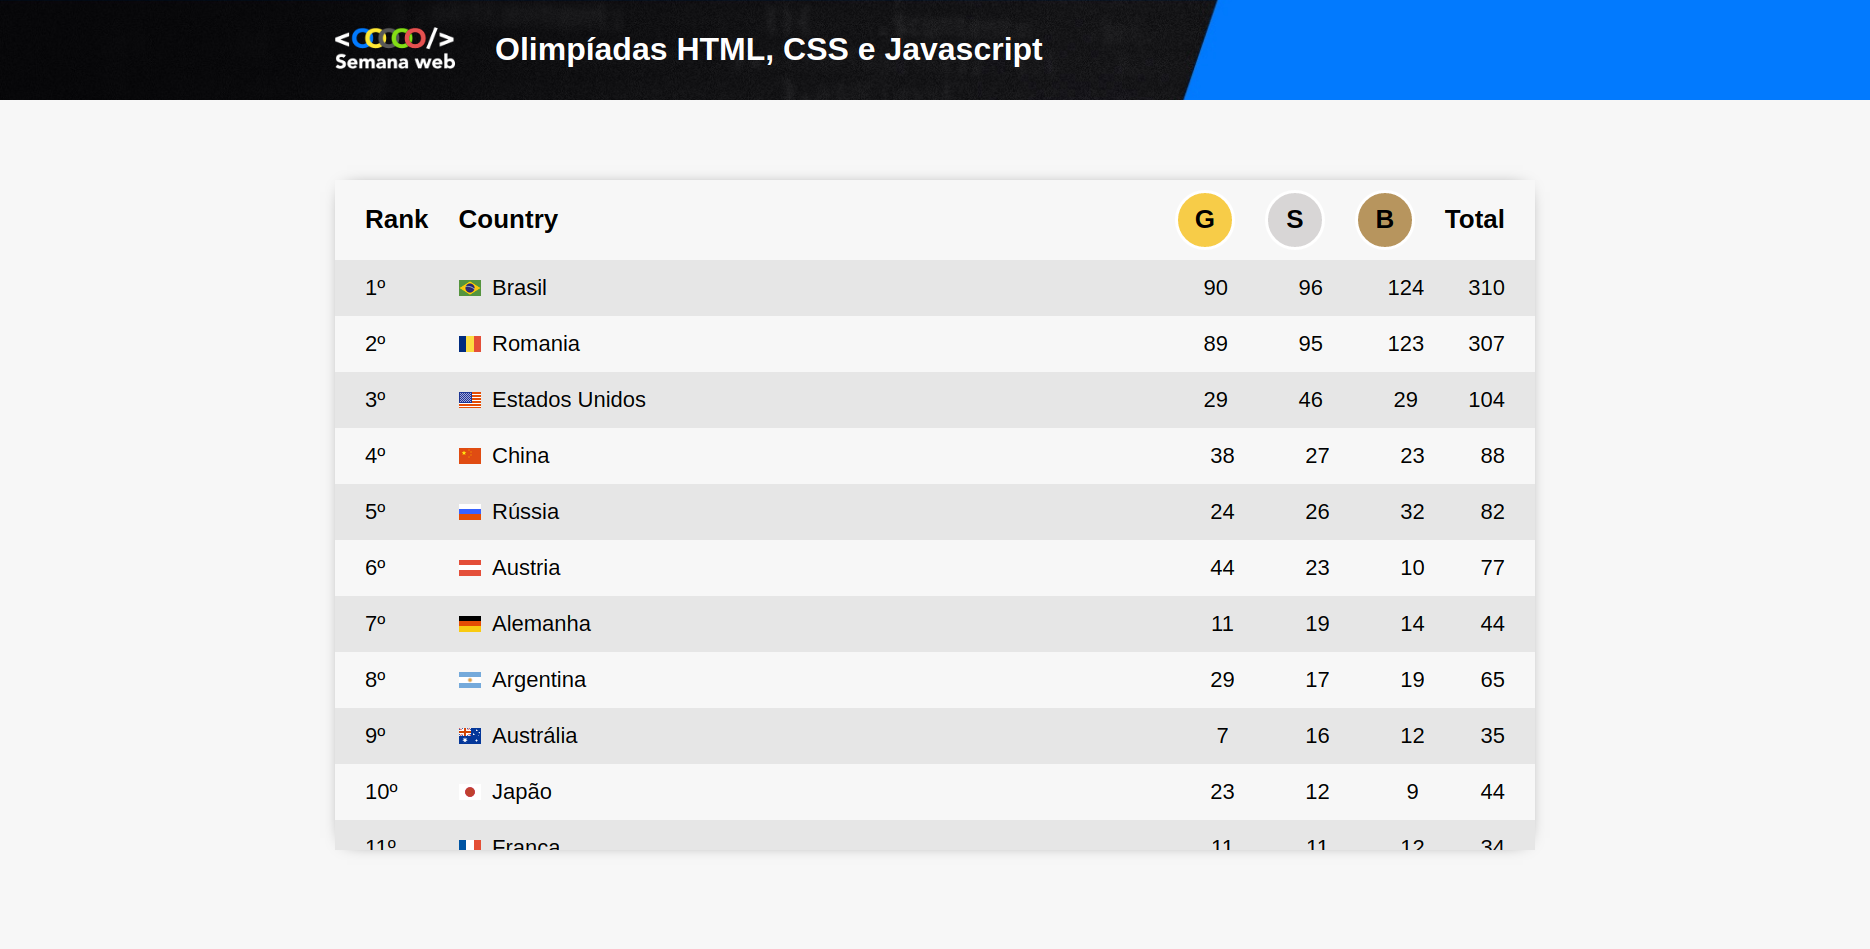 <OOOOO/>
Semana web
Olimpíadas HTML, CSS e Javascript
Rank Country G S B Total
1º Brasil 90 96 124 310
2º Romania 89 95 123 307
3º Estados Unidos 29 46 29 104
4º China 38 27 23 88
5º Rússia 24 26 32 82
6º Austria 44 23 10 77
7º Alemanha 11 19 14 44
8º Argentina 29 17 19 65
9º Austrália 7 16 12 35
10º Japão 23 12 9 44
11º França 11 11 12 34